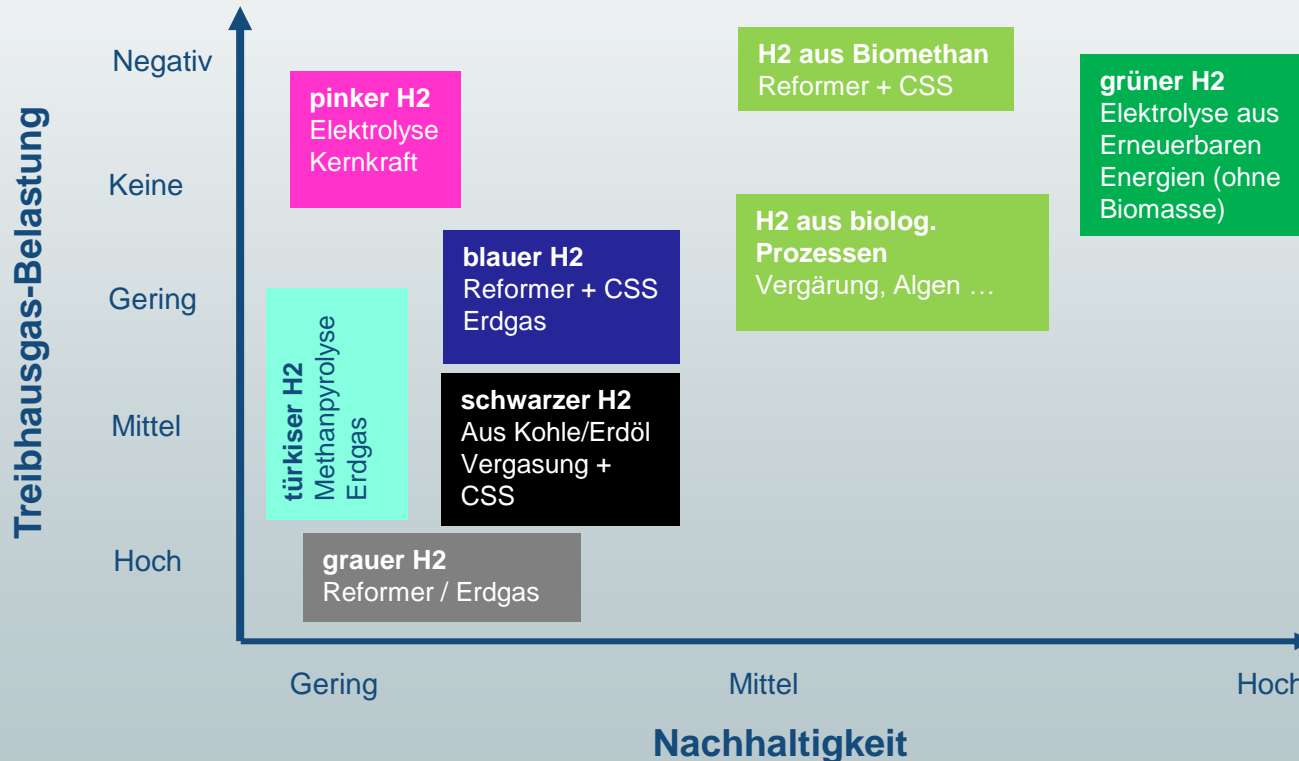 Treibhausgas-Belastung
Negativ
Keine
Gering
Mittel
Hoch
pinker H2
Elektrolyse
Kernkraft
H2 aus Biomethan
Reformer + CSS
grüner H2
Elektrolyse aus
Erneuerbaren
Energien (ohne
Biomasse)
blauer H2
Reformer + CSS
Erdgas
H2 aus biolog.
Prozessen
Vergärung, Algen …
türkiser H2
Methanpyrolyse
Erdgas
schwarzer H2
Aus Kohle/Erdöl
Vergasung +
CSS
grauer H2
Reformer / Erdgas
Gering
Mittel
Hoch
Nachhaltigkeit